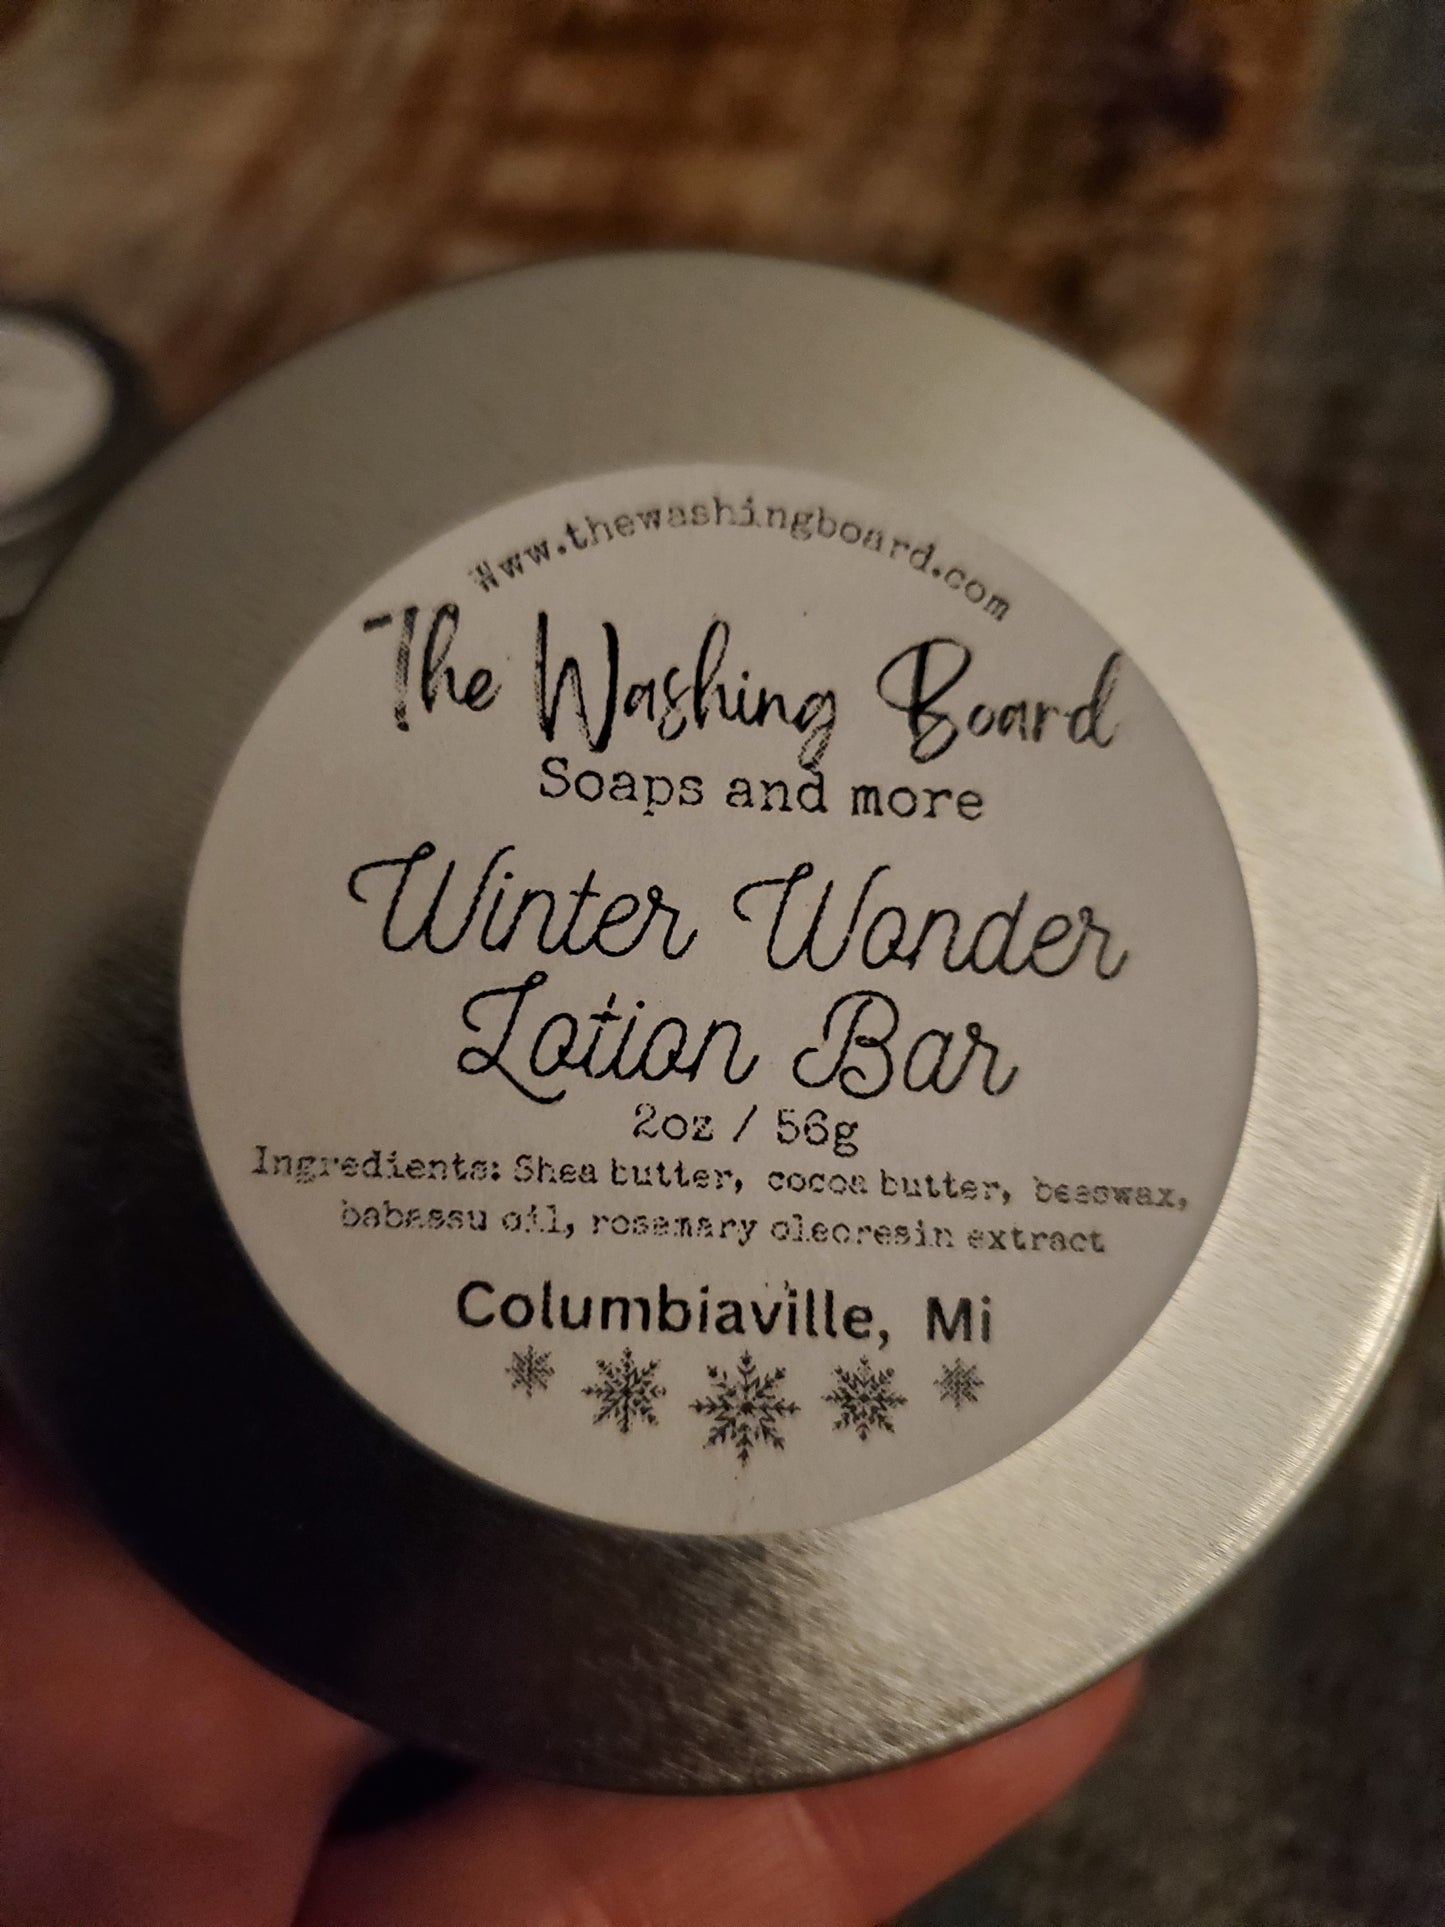 www.thewashingboard.com
The Washing Board
Soaps and more
Winter Wonder
Lotion Bar
2oz / 56g
Ingredients: Shea butter, cocoa butter, beeswax,
babassu oil, rosemary oleoresin extract
Columbiaville, Mi